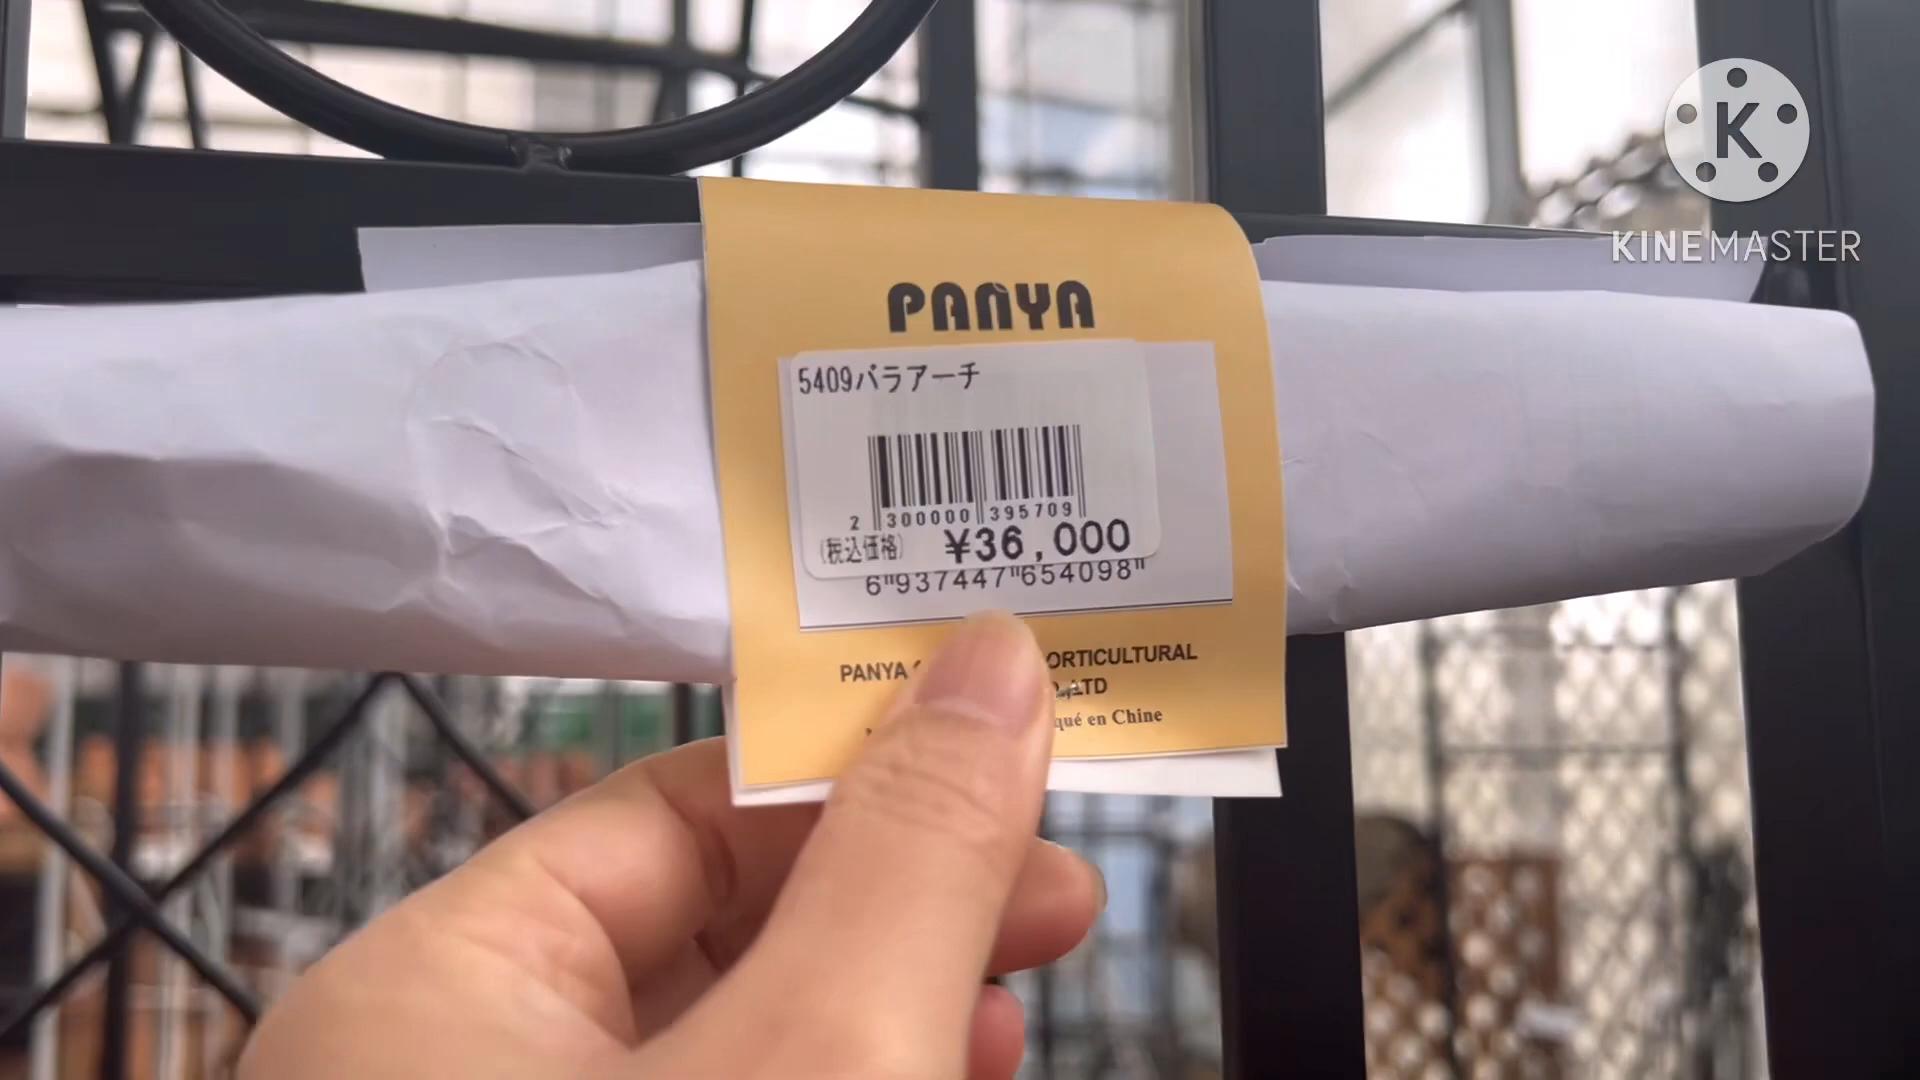 KINEMASTER
PANYA
5409バラアーチ
2 300000 395709
(税込価格) ¥36,000
6"937447"654098"
PANYA ORTICULTURAL
LTD
qué en Chine